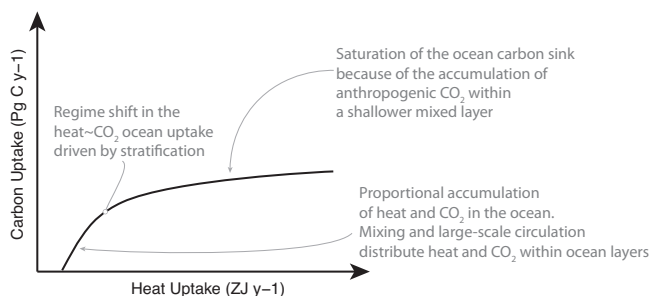 Carbon Uptake (Pg C y−1)
Saturation of the ocean carbon sink
because of the accumulation of
anthropogenic CO₂ within
a shallower mixed layer
Regime shift in the
heat~CO₂ ocean uptake
driven by stratification
Proportional accumulation
of heat and CO₂ in the ocean.
Mixing and large-scale circulation
distribute heat and CO₂ within ocean layers
Heat Uptake (ZJ y−1)